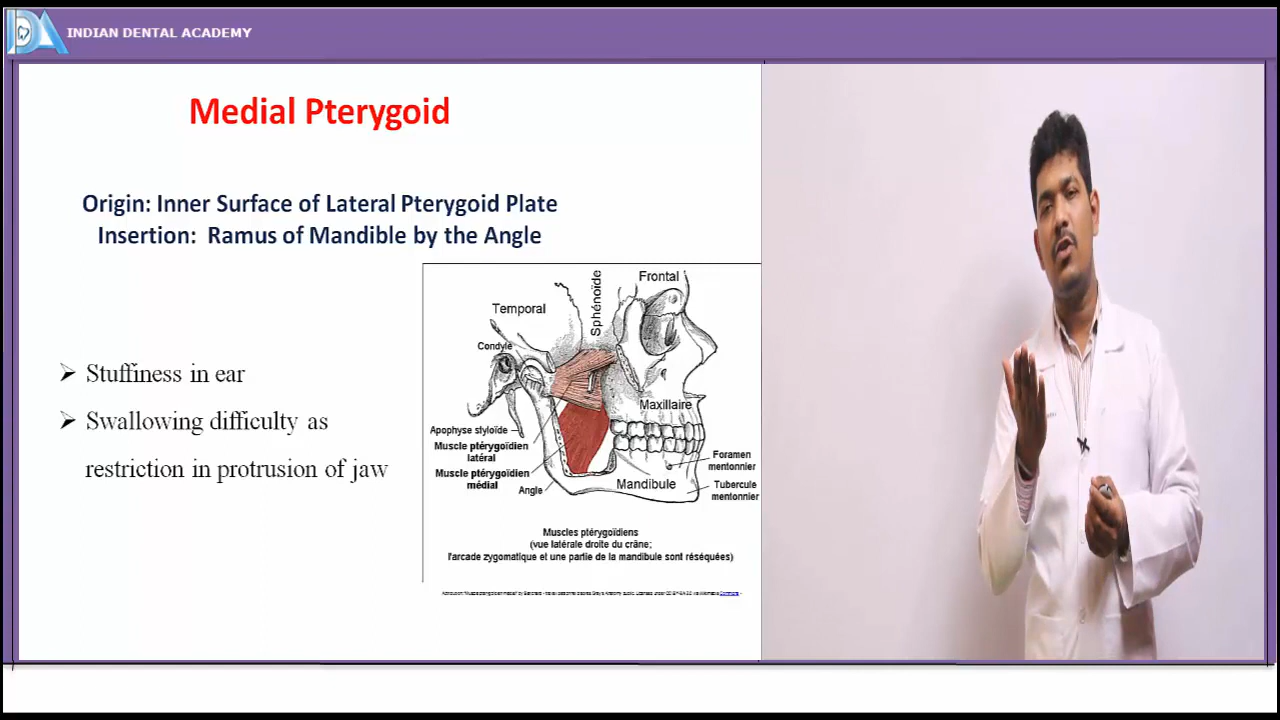 INDIAN DENTAL ACADEMY
Medial Pterygoid
Origin: Inner Surface of Lateral Pterygoid Plate
Insertion: Ramus of Mandible by the Angle
➢ Stuffiness in ear
➢ Swallowing difficulty as
restriction in protrusion of jaw
Frontal
Sphénoïde
Temporal
Condyle
Maxillaire
Apophyse styloïde
Muscle ptérygoïdien
latéral
Muscle ptérygoïdien
médial
Angle
Foramen
mentonnier
Mandibule
Tubercule
mentonnier
Muscles ptérygoïdiens
(vue latérale droite du crâne;
l'arcade zygomatique et une partie de la mandibule sont réséquées)
Commons